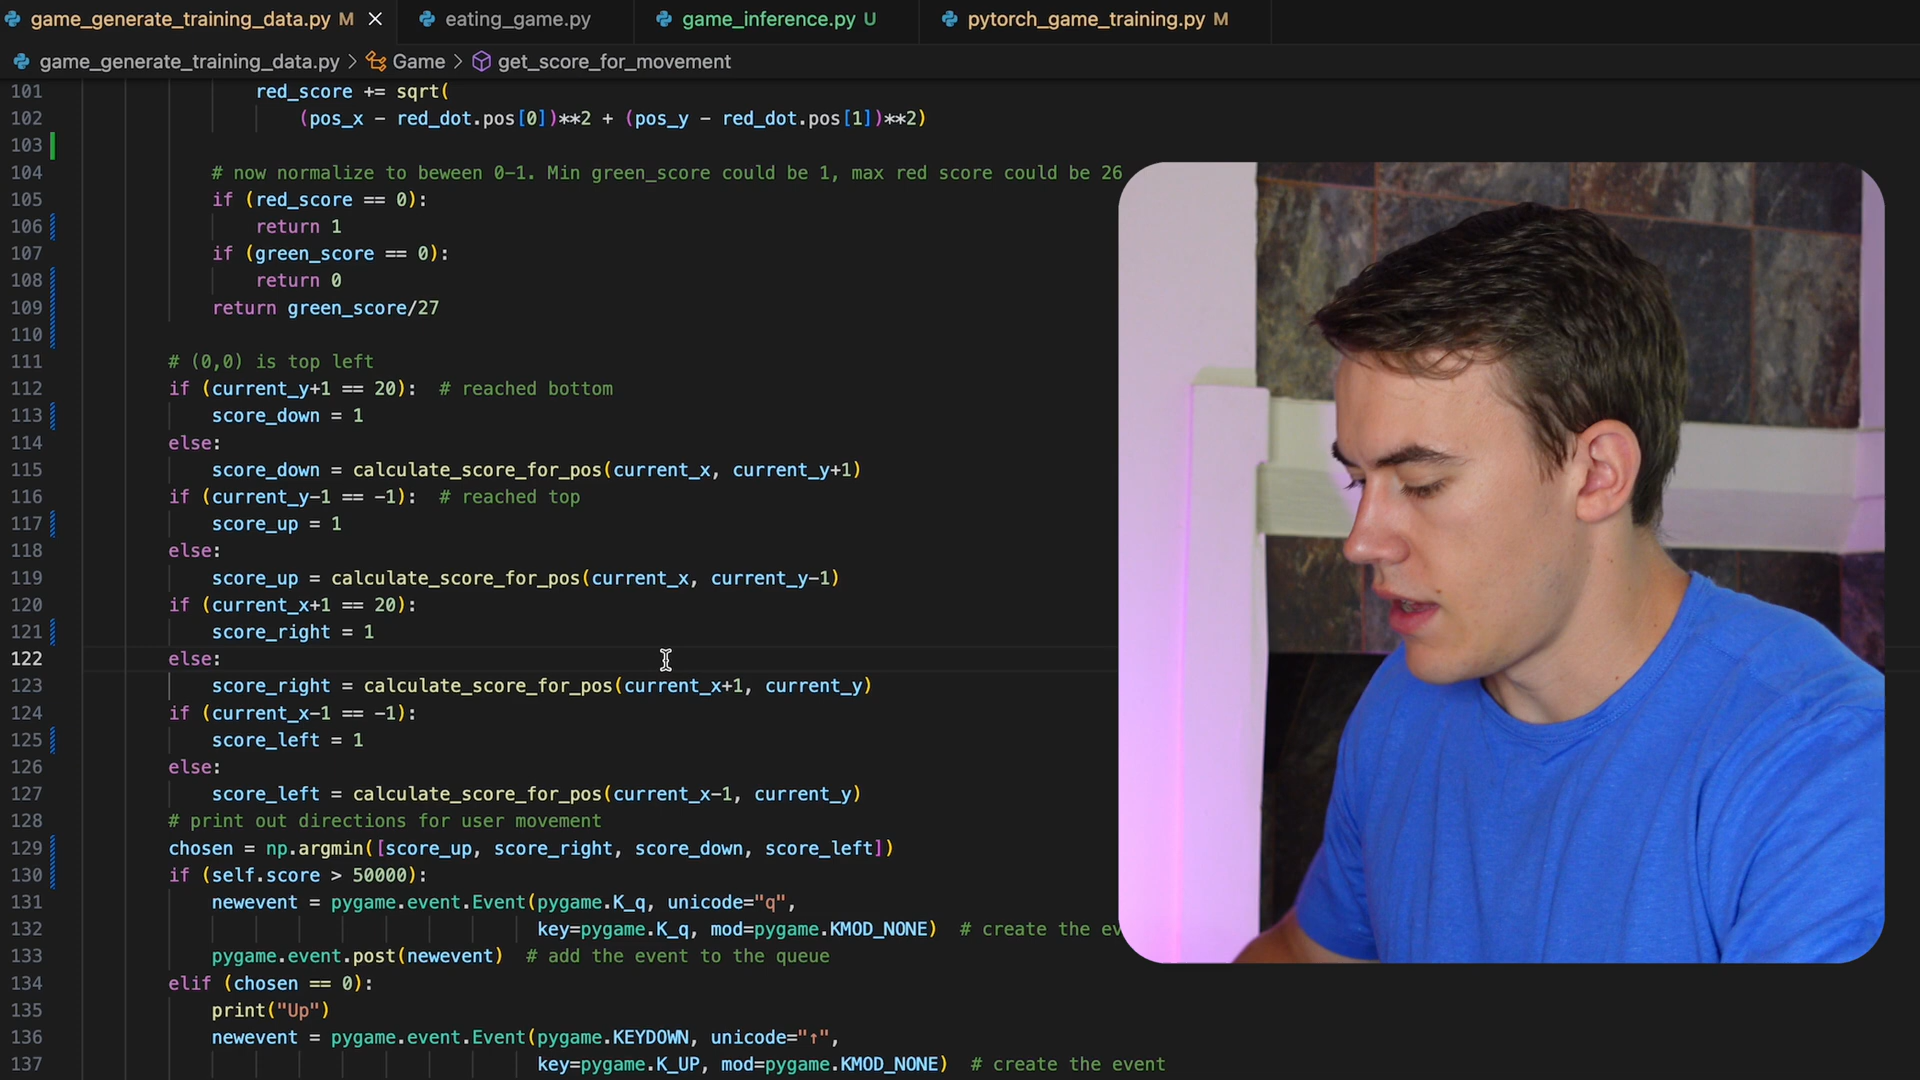 game_generate_training_data.py M
eating_game.py
game_inference.py U
pytorch_game_training.py M
game_generate_training_data.py > Game > get_score_for_movement
101 red_score += sqrt(
102 (pos_x - red_dot.pos[0])**2 + (pos_y - red_dot.pos[1])**2)
103
104 # now normalize to beween 0-1. Min green_score could be 1, max red score could be 26
105 if (red_score == 0):
106 return 1
107 if (green_score == 0):
108 return 0
109 return green_score/27
110
111 # (0,0) is top left
112 if (current_y+1 == 20): # reached bottom
113 score_down = 1
114 else:
115 score_down = calculate_score_for_pos(current_x, current_y+1)
116 if (current_y-1 == -1): # reached top
117 score_up = 1
118 else:
119 score_up = calculate_score_for_pos(current_x, current_y-1)
120 if (current_x+1 == 20):
121 score_right = 1
122 else:
123 score_right = calculate_score_for_pos(current_x+1, current_y)
124 if (current_x-1 == -1):
125 score_left = 1
126 else:
127 score_left = calculate_score_for_pos(current_x-1, current_y)
128 # print out directions for user movement
129 chosen = np.argmin([score_up, score_right, score_down, score_left])
130 if (self.score > 50000):
131 newevent = pygame.event.Event(pygame.K_q, unicode="q",
132 key=pygame.K_q, mod=pygame.KMOD_NONE) # create the ev
133 pygame.event.post(newevent) # add the event to the queue
134 elif (chosen == 0):
135 print("Up")
136 newevent = pygame.event.Event(pygame.KEYDOWN, unicode="↑",
137 key=pygame.K_UP, mod=pygame.KMOD_NONE) # create the event